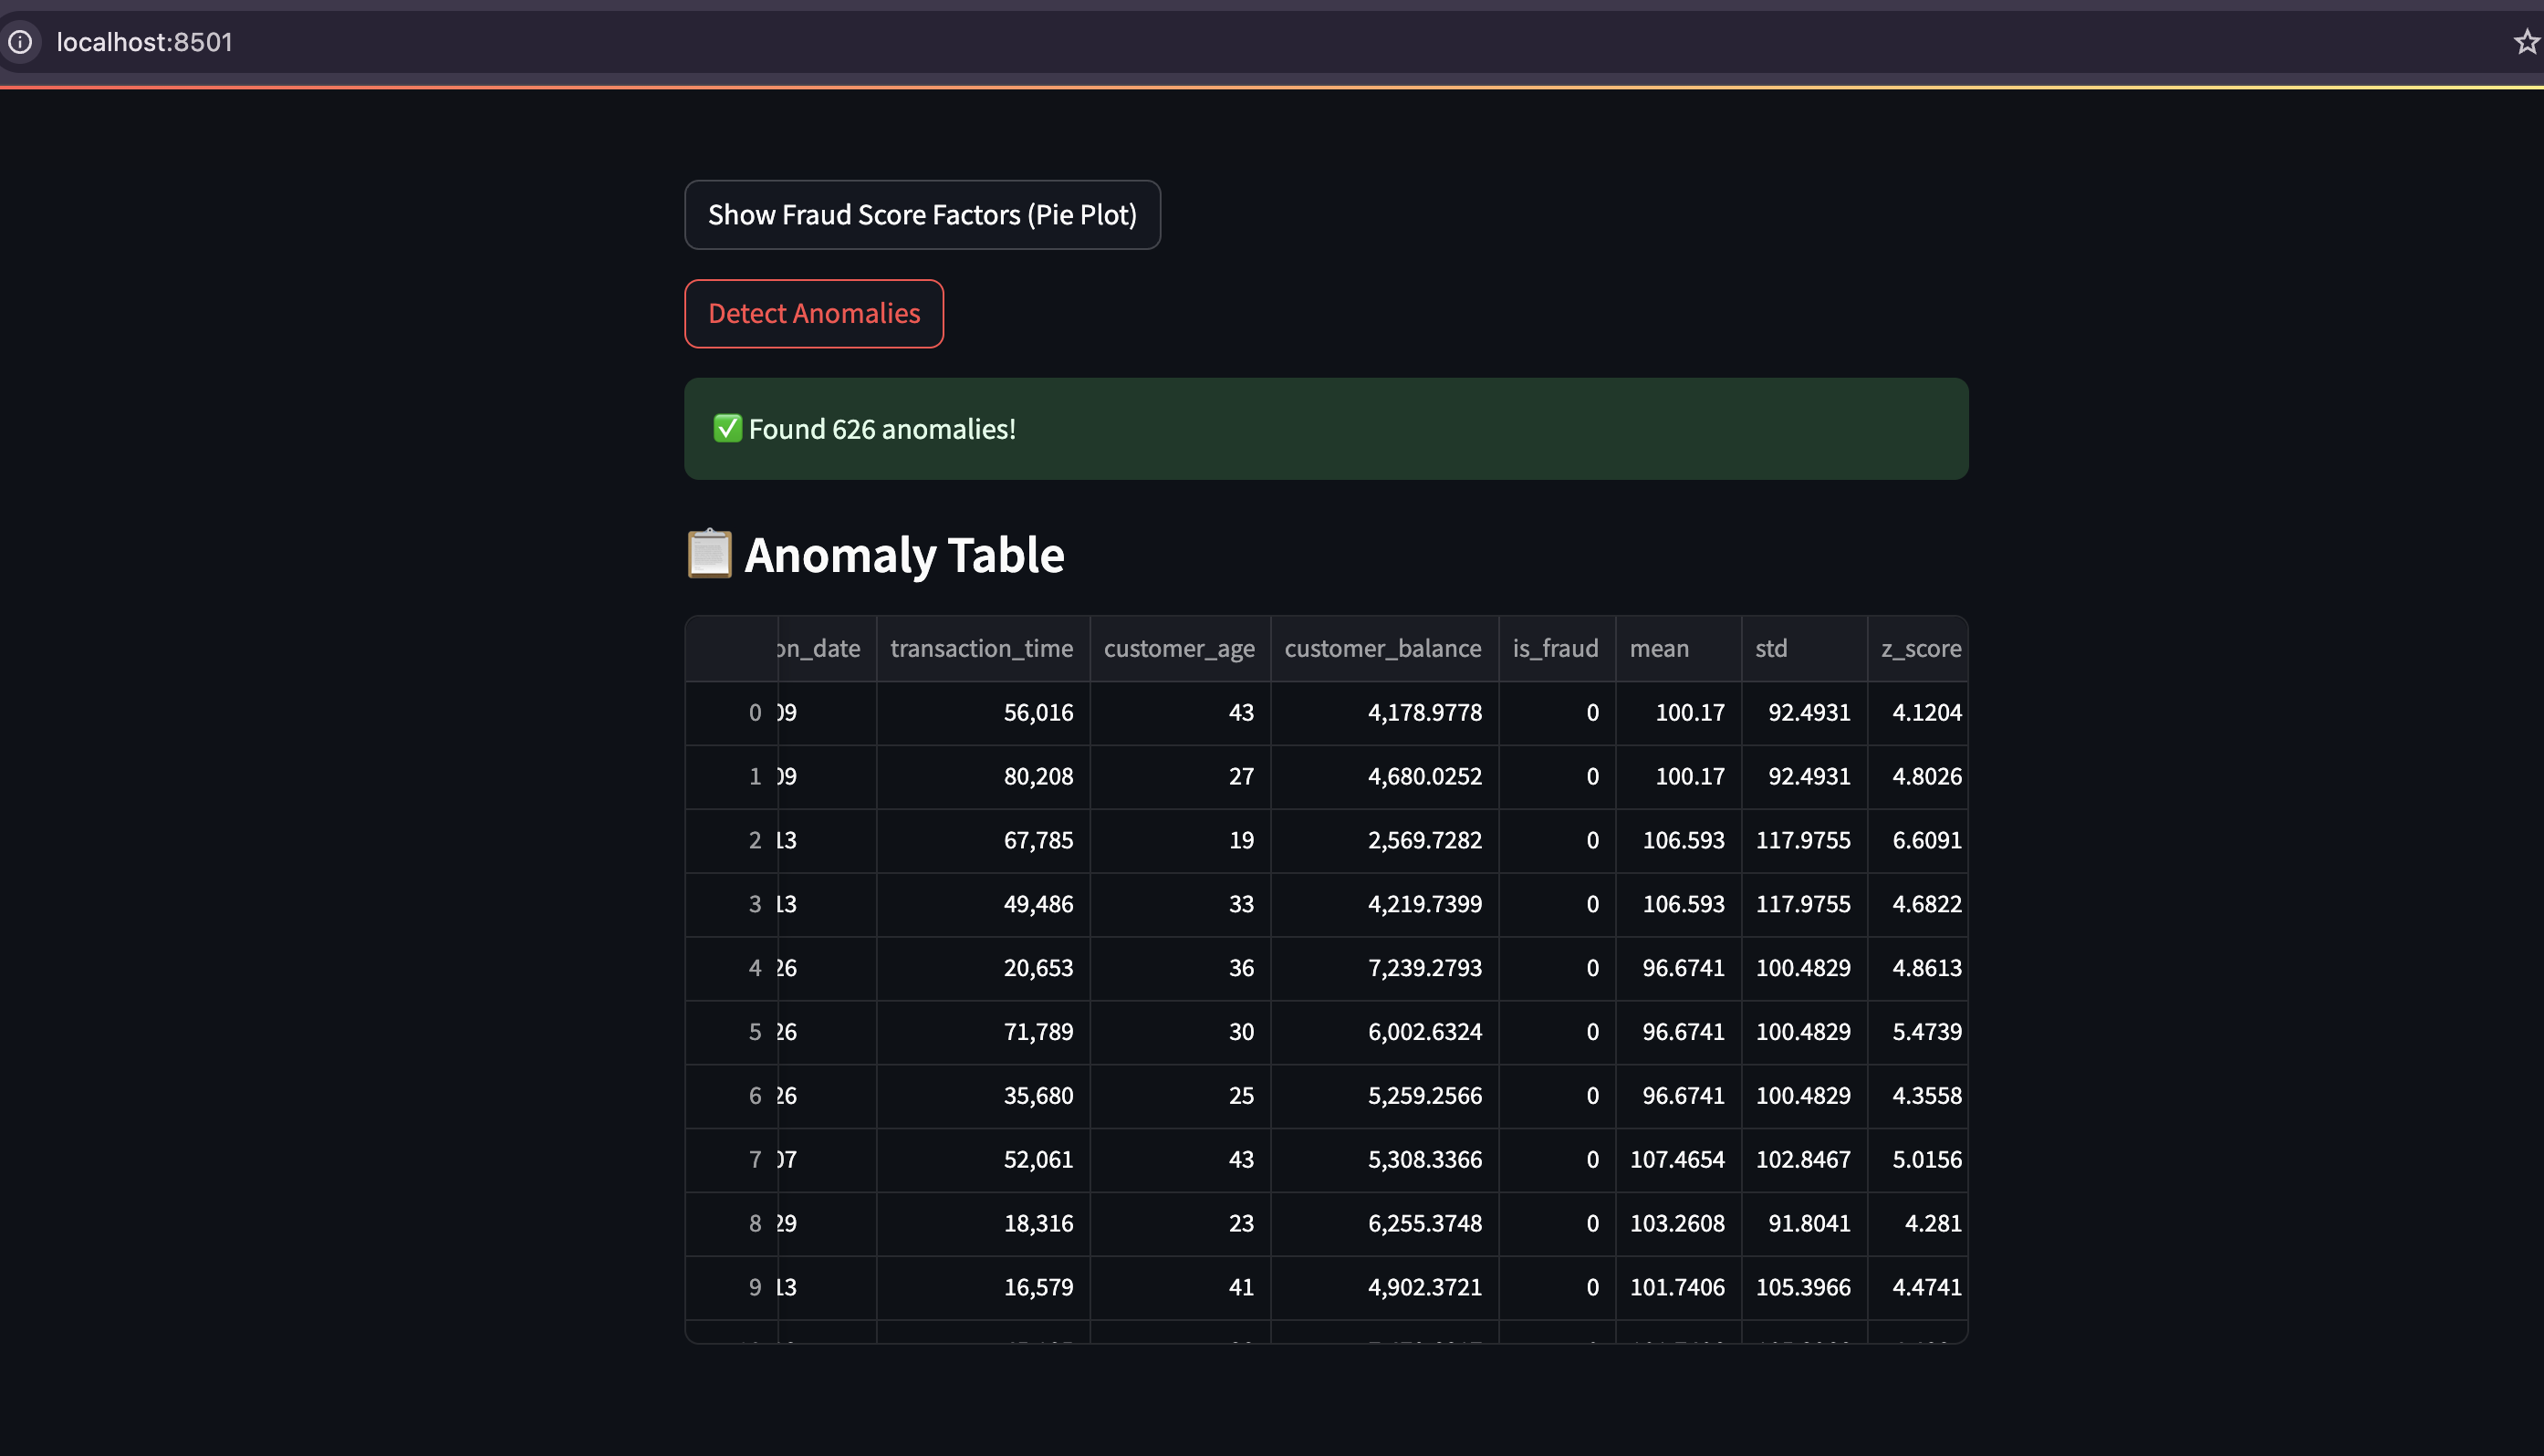 localhost:8501
Show Fraud Score Factors (Pie Plot)
Detect Anomalies
✅ Found 626 anomalies!
📋 Anomaly Table
on_date transaction_time customer_age customer_balance is_fraud mean std z_score
0 09 56,016 43 4,178.9778 0 100.17 92.4931 4.1204
1 09 80,208 27 4,680.0252 0 100.17 92.4931 4.8026
2 13 67,785 19 2,569.7282 0 106.593 117.9755 6.6091
3 13 49,486 33 4,219.7399 0 106.593 117.9755 4.6822
4 26 20,653 36 7,239.2793 0 96.6741 100.4829 4.8613
5 26 71,789 30 6,002.6324 0 96.6741 100.4829 5.4739
6 26 35,680 25 5,259.2566 0 96.6741 100.4829 4.3558
7 07 52,061 43 5,308.3366 0 107.4654 102.8467 5.0156
8 29 18,316 23 6,255.3748 0 103.2608 91.8041 4.281
9 13 16,579 41 4,902.3721 0 101.7406 105.3966 4.4741